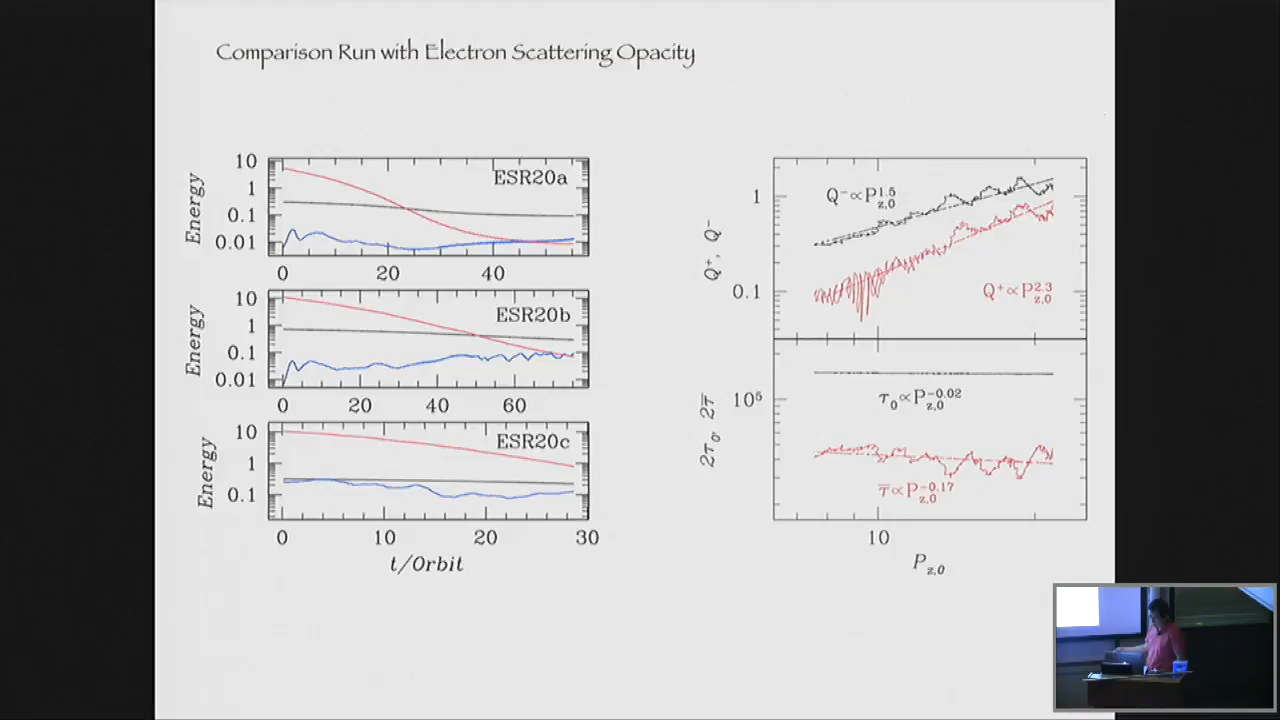 Comparison Run with Electron Scattering Opacity
10
1
0.1
0.01
Energy
ESR20a
0
20
40
10
1
0.1
0.01
Energy
ESR20b
0
20
40
60
10
1
0.1
Energy
ESR20c
0
10
20
30
t/Orbit
1
0.1
Q⁺, Q⁻
Q⁻∝P_{z,0}^{1.5}
Q⁺∝P_{z,0}^{2.3}
10⁵
2τ₀, 2τ̅
τ₀∝P_{z,0}^{-0.02}
τ̅∝P_{z,0}^{-0.17}
10
P_{z,0}